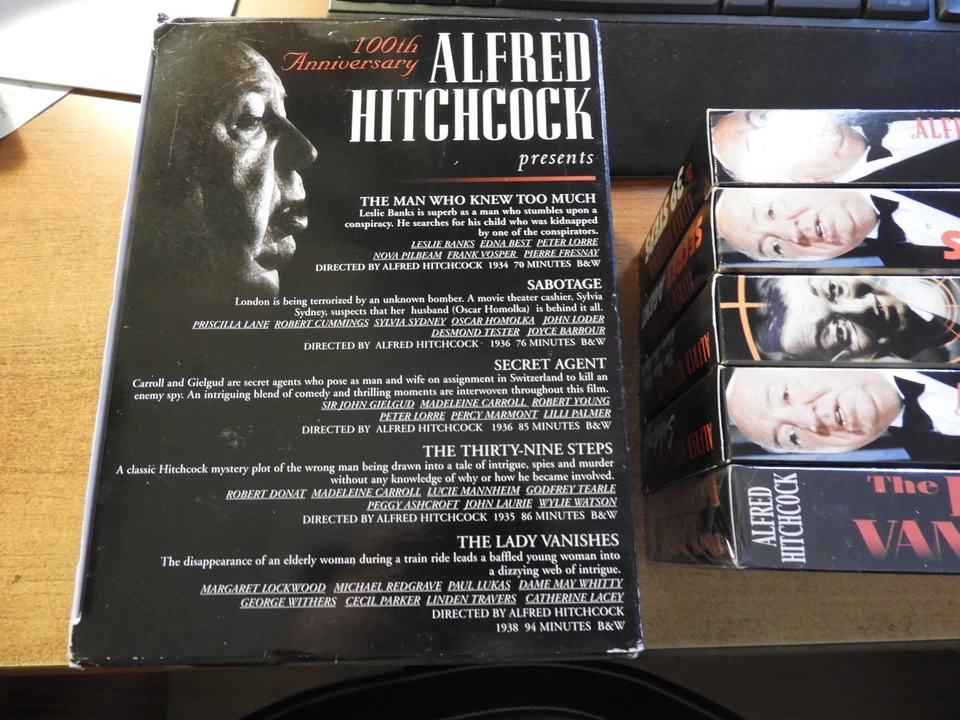 100th
Anniversary
ALFRED
HITCHCOCK
presents
THE MAN WHO KNEW TOO MUCH
Leslie Banks is superb as a man who stumbles upon a
conspiracy. He searches for his child who was kidnapped
by one of the conspirators.
LESLIE BANKS EDNA BEST PETER LORRE
NOVA PILBEAM FRANK VOSPER PIERRE FRESNAY
DIRECTED BY ALFRED HITCHCOCK 1934 70 MINUTES B&W
SABOTAGE
London is being terrorized by an unknown bomber. A movie theater cashier, Sylvia
Sydney, suspects that her husband (Oscar Homolka) is behind it all.
PRISCILLA LANE ROBERT CUMMINGS SYLVIA SYDNEY OSCAR HOMOLKA JOHN LODER
DESMOND TESTER JOYCE BARBOUR
DIRECTED BY ALFRED HITCHCOCK 1936 76 MINUTES B&W
SECRET AGENT
Carroll and Gielgud are secret agents who pose as man and wife on assignment in Switzerland to kill an
enemy spy. An intriguing blend of comedy and thrilling moments are interwoven throughout this film.
SIR JOHN GIELGUD MADELEINE CARROLL ROBERT YOUNG
PETER LORRE PERCY MARMONT LILLI PALMER
DIRECTED BY ALFRED HITCHCOCK 1936 85 MINUTES B&W
THE THIRTY-NINE STEPS
A classic Hitchcock mystery plot of the wrong man being drawn into a tale of intrigue, spies and murder
without any knowledge of why or how he became involved.
ROBERT DONAT MADELEINE CARROLL LUCIE MANNHEIM GODFREY TEARLE
PEGGY ASHCROFT JOHN LAURIE WYLIE WATSON
DIRECTED BY ALFRED HITCHCOCK 1935 86 MINUTES B&W
THE LADY VANISHES
The disappearance of an elderly woman during a train ride leads a baffled young woman into
a dizzying web of intrigue.
MARGARET LOCKWOOD MICHAEL REDGRAVE PAUL LUKAS DAME MAY WHITTY
GEORGE WITHERS CECIL PARKER LINDEN TRAVERS CATHERINE LACEY
DIRECTED BY ALFRED HITCHCOCK
1938 94 MINUTES B&W
ALF
39 STEPS
S
ALFRED
HITCHCOCK
The
VAN